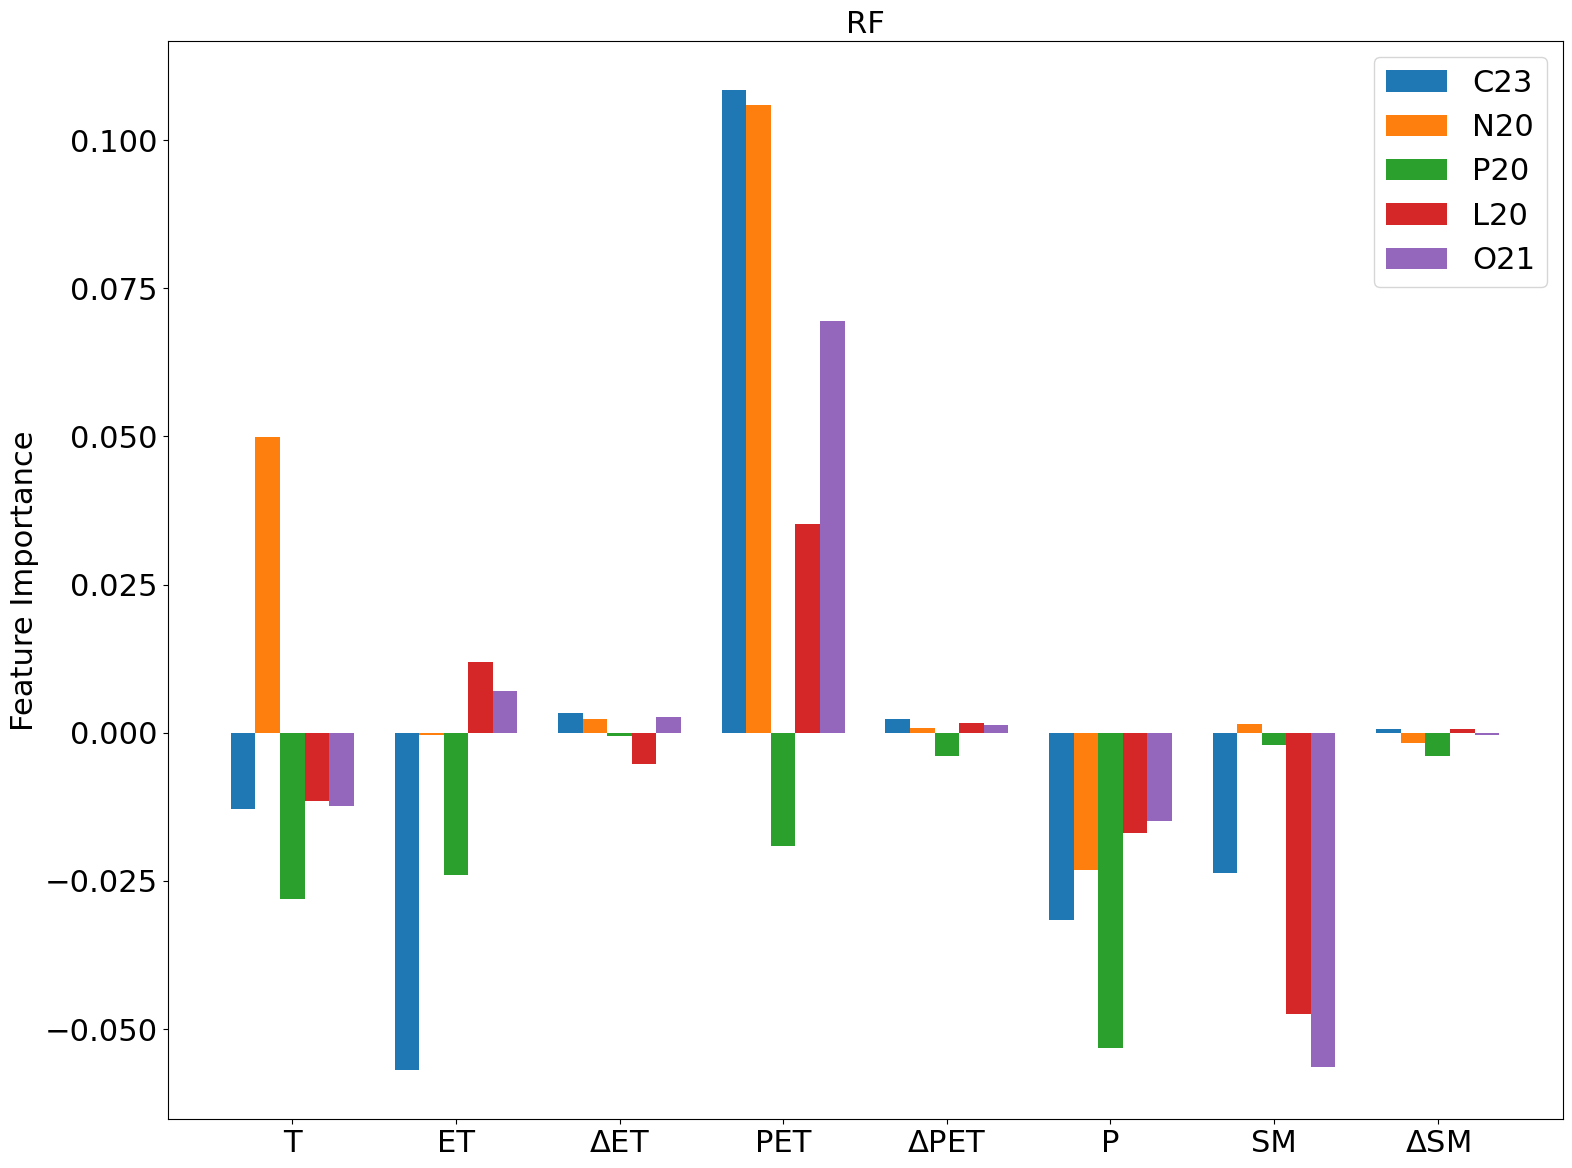 RF
C23
N20
P20
L20
O21
Feature Importance
0.100
0.075
0.050
0.025
0.000
−0.025
−0.050
T ET ΔET PET ΔPET P SM ΔSM